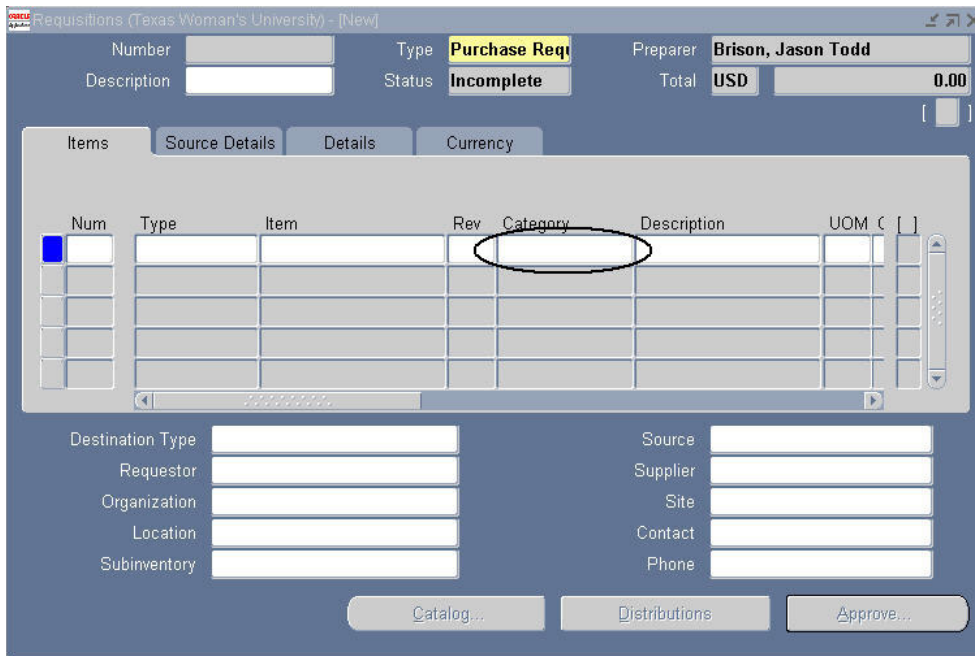 ORACLE
Requisitions (Texas Woman's University) - [New]
Number Type Purchase Requ Preparer Brison, Jason Todd
Description Status Incomplete Total USD 0.00
[ ]
Items Source Details Details Currency
Num Type Item Rev Category Description UOM ( [ ]
Destination Type Source
Requestor Supplier
Organization Site
Location Contact
Subinventory Phone
Catalog... Distributions Approve...